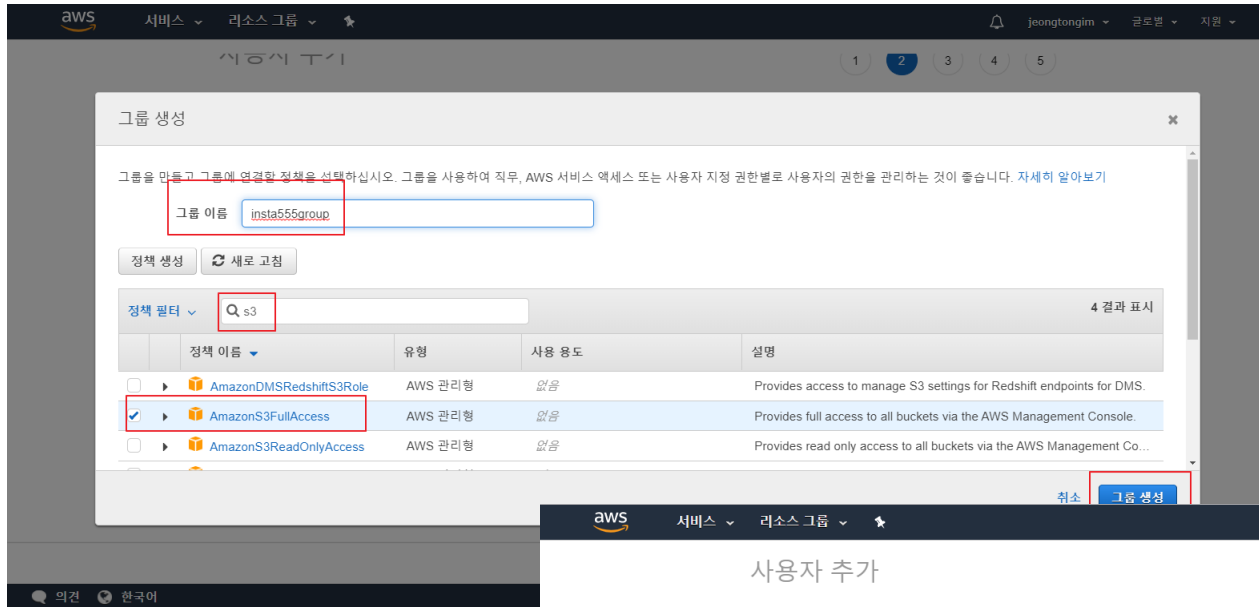 aws 서비스 리소스 그룹 jeongtongim 글로벌 지원
사용자 추가 1 2 3 4 5
그룹 생성
그룹을 만들고 그룹에 연결할 정책을 선택하십시오. 그룹을 사용하여 직무, AWS 서비스 액세스 또는 사용자 지정 권한별로 사용자의 권한을 관리하는 것이 좋습니다. 자세히 알아보기
그룹 이름 insta555group
정책 생성 새로 고침
정책 필터 s3 4 결과 표시
정책 이름 유형 사용 용도 설명
AmazonDMSRedshiftS3Role AWS 관리형 없음 Provides access to manage S3 settings for Redshift endpoints for DMS.
AmazonS3FullAccess AWS 관리형 없음 Provides full access to all buckets via the AWS Management Console.
AmazonS3ReadOnlyAccess AWS 관리형 없음 Provides read only access to all buckets via the AWS Management Co...
취소 그룹 생성
aws 서비스 리소스 그룹
사용자 추가
의견 한국어